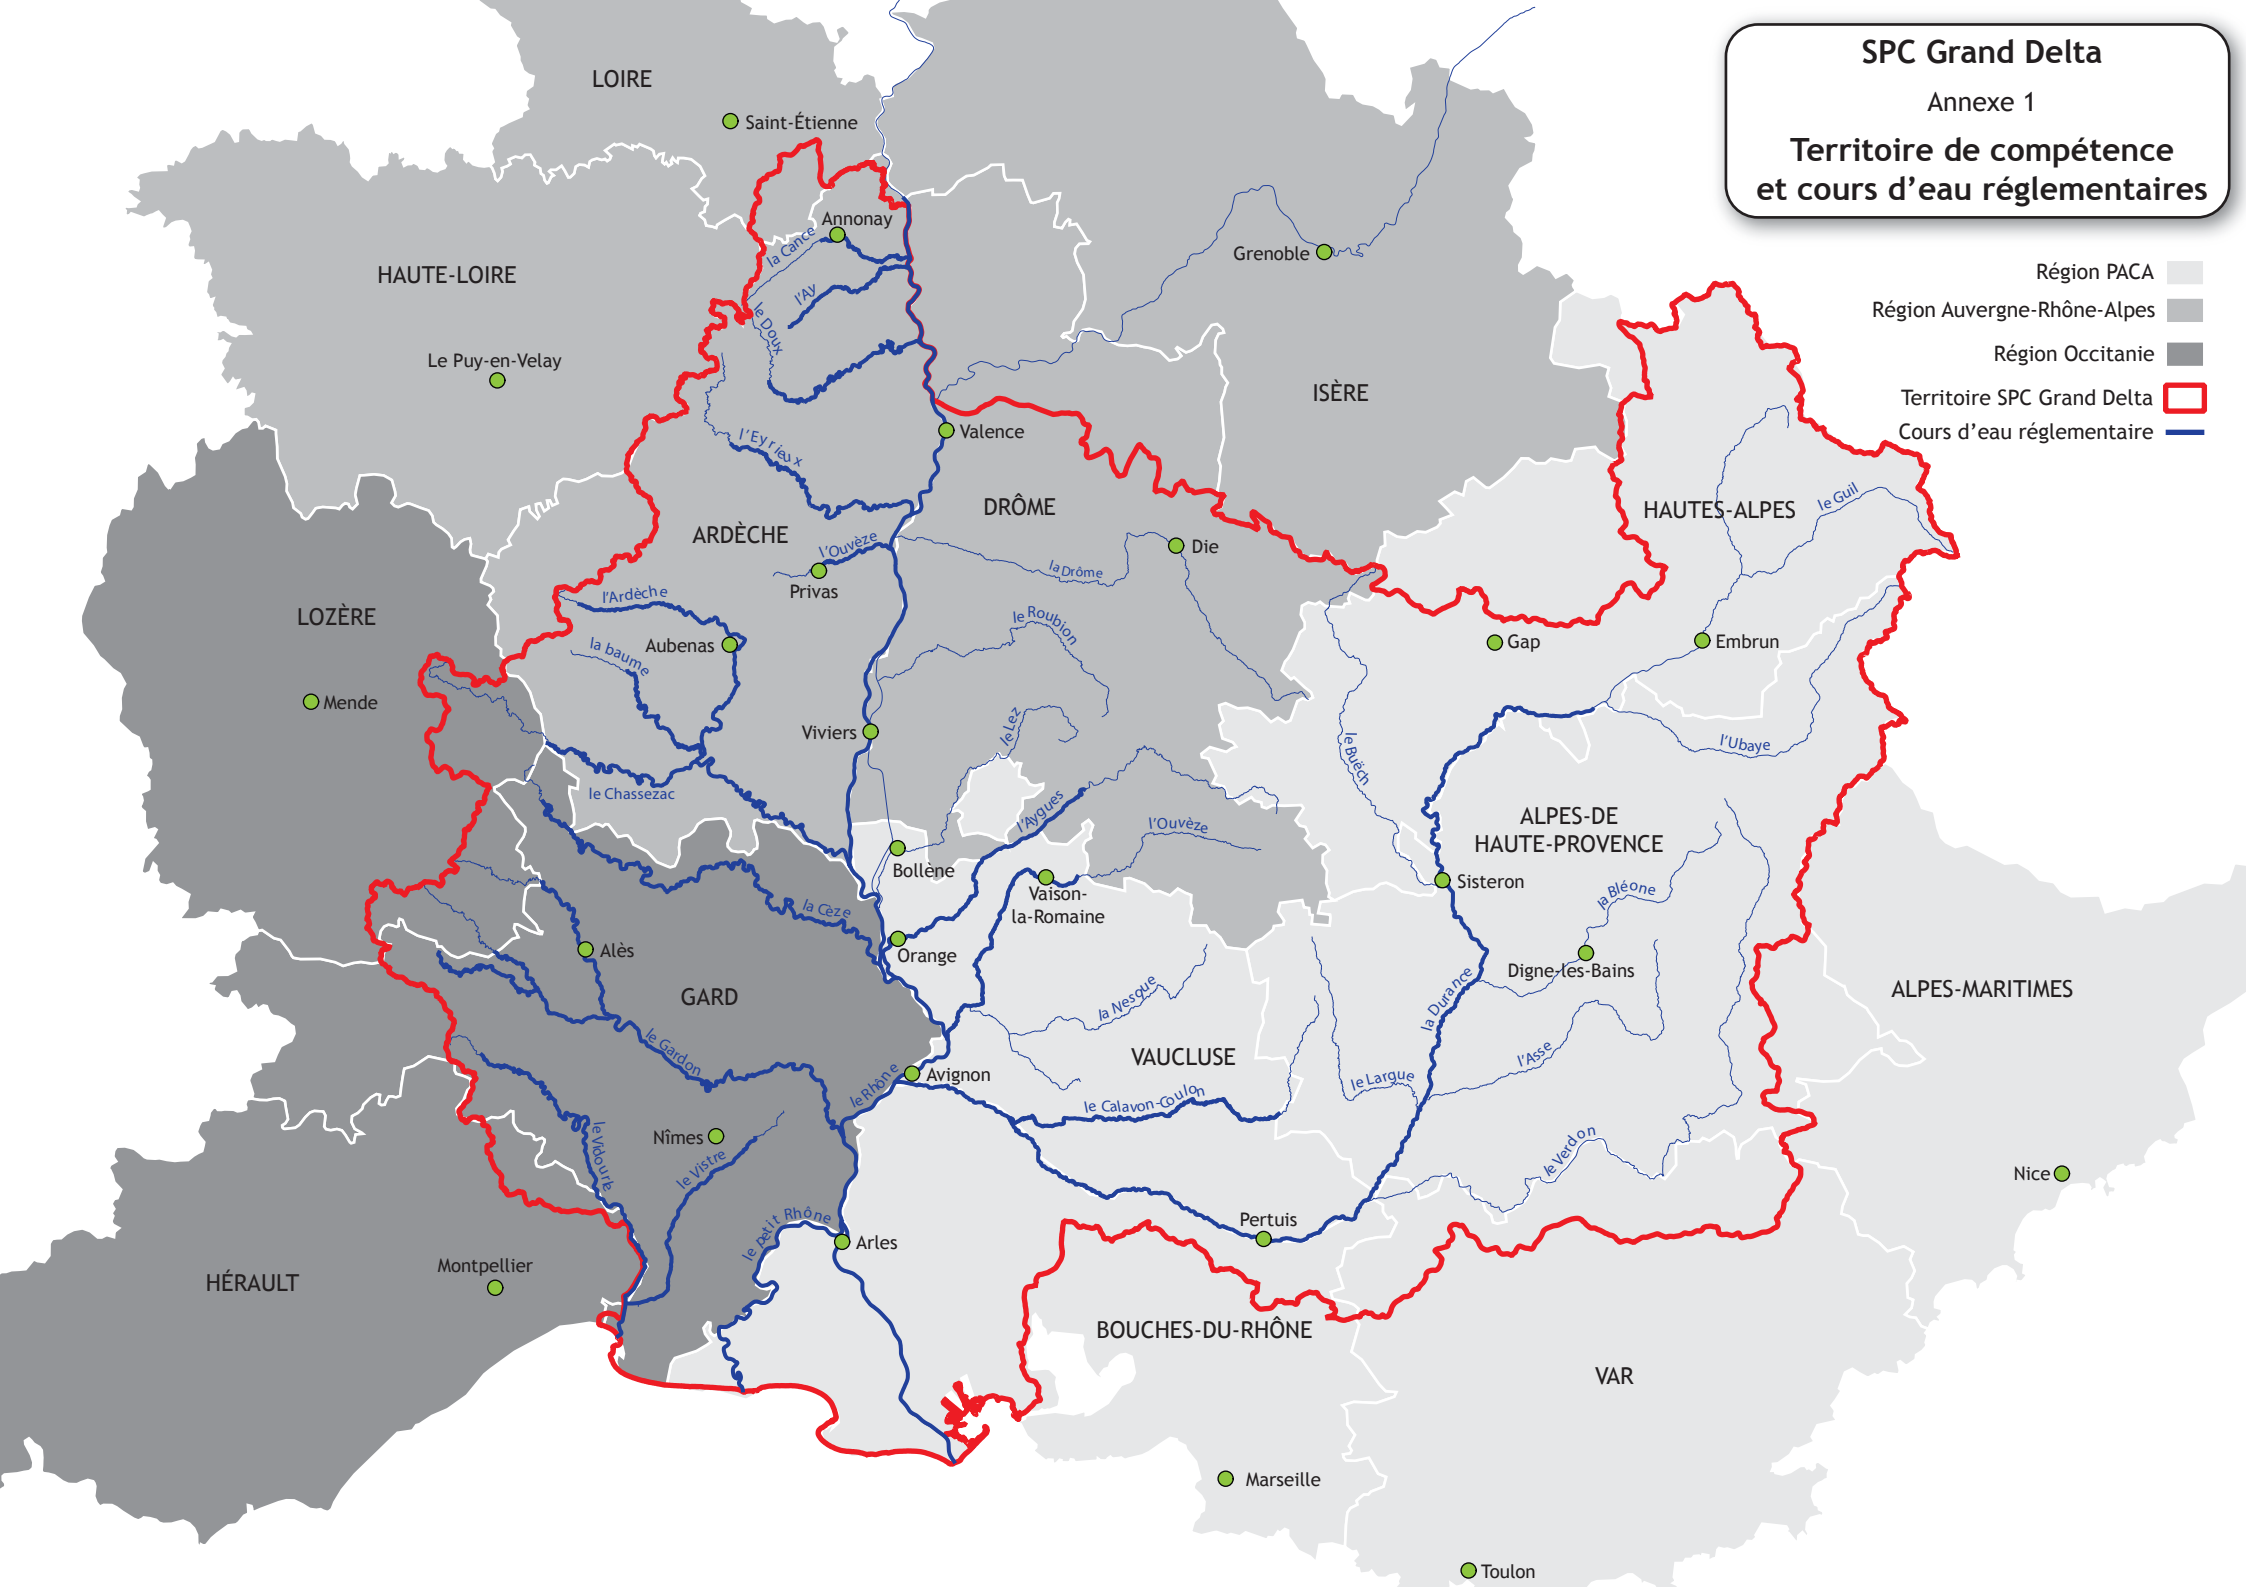 SPC Grand Delta
Annexe 1
Territoire de compétence
et cours d'eau réglementaires
Région PACA
Région Auvergne-Rhône-Alpes
Région Occitanie
Territoire SPC Grand Delta
Cours d'eau réglementaire
LOIRE
Saint-Étienne
Annonay
la Cance
Grenoble
HAUTE-LOIRE
l'Ay
le Doux
Le Puy-en-Velay
ISÈRE
Valence
l'Eyrieux
DRÔME
HAUTES-ALPES
le Guil
ARDÈCHE
l'Ouvèze
Die
Privas
la Drôme
l'Ardèche
LOZÈRE
le Roubion
Aubenas
la baume
Gap
Embrun
Mende
Viviers
le Lez
le Buëch
l'Ubaye
le Chassezac
l'Aygues
l'Ouvèze
ALPES-DE
HAUTE-PROVENCE
Bollène
Vaison-
la-Romaine
Sisteron
la Bléone
la Cèze
Orange
Alès
Digne-les-Bains
GARD
la Nesque
la Durance
ALPES-MARITIMES
le Gardon
VAUCLUSE
l'Asse
le Rhône
Avignon
le Largue
le Calavon-Coulon
Nîmes
le Vidourle
le Vistre
le Verdon
Nice
le petit Rhône
Arles
Pertuis
Montpellier
HÉRAULT
BOUCHES-DU-RHÔNE
VAR
Marseille
Toulon